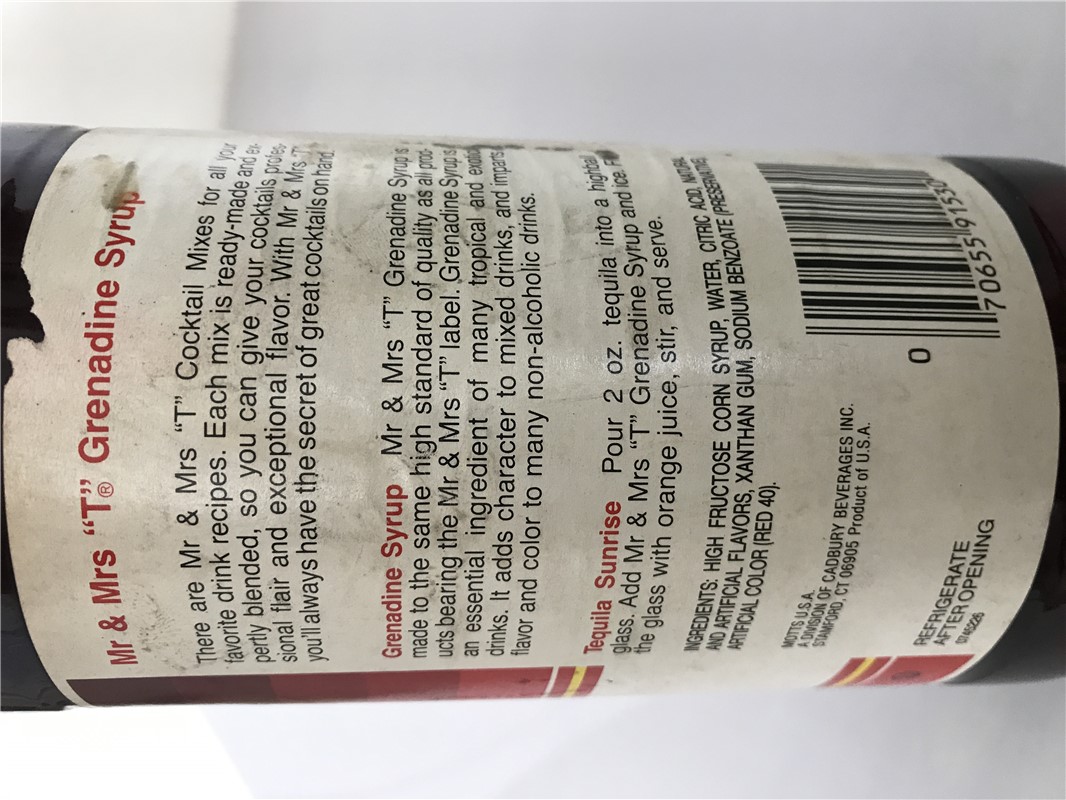 Mr & Mrs “T”® Grenadine Syrup
There are Mr & Mrs “T” Cocktail Mixes for all your
favorite drink recipes. Each mix is ready-made and ex-
pertly blended, so you can give your cocktails profes-
sional flair and exceptional flavor. With Mr & Mrs “T”
you'll always have the secret of great cocktails on hand.
Grenadine Syrup Mr & Mrs “T” Grenadine Syrup is
made to the same high standard of quality as all prod-
ucts bearing the Mr & Mrs “T” label. Grenadine Syrup is
an essential ingredient of many tropical and exotic
drinks. It adds character to mixed drinks, and imparts
flavor and color to many non-alcoholic drinks.
Tequila Sunrise Pour 2 oz. tequila into a highball
glass. Add Mr & Mrs “T” Grenadine Syrup and ice.
the glass with orange juice, stir, and serve.
INGREDIENTS: HIGH FRUCTOSE CORN SYRUP, WATER, CITRIC ACID, NATURAL
AND ARTIFICIAL FLAVORS, XANTHAN GUM, SODIUM BENZOATE (PRESERVATIVE),
ARTIFICIAL COLOR (RED 40).
MOTTS U.S.A.
A DIVISION OF CADBURY BEVERAGES INC.
STAMFORD, CT 06905 Product of U.S.A.
0
70655 91530
REFRIGERATE
AFTER OPENING